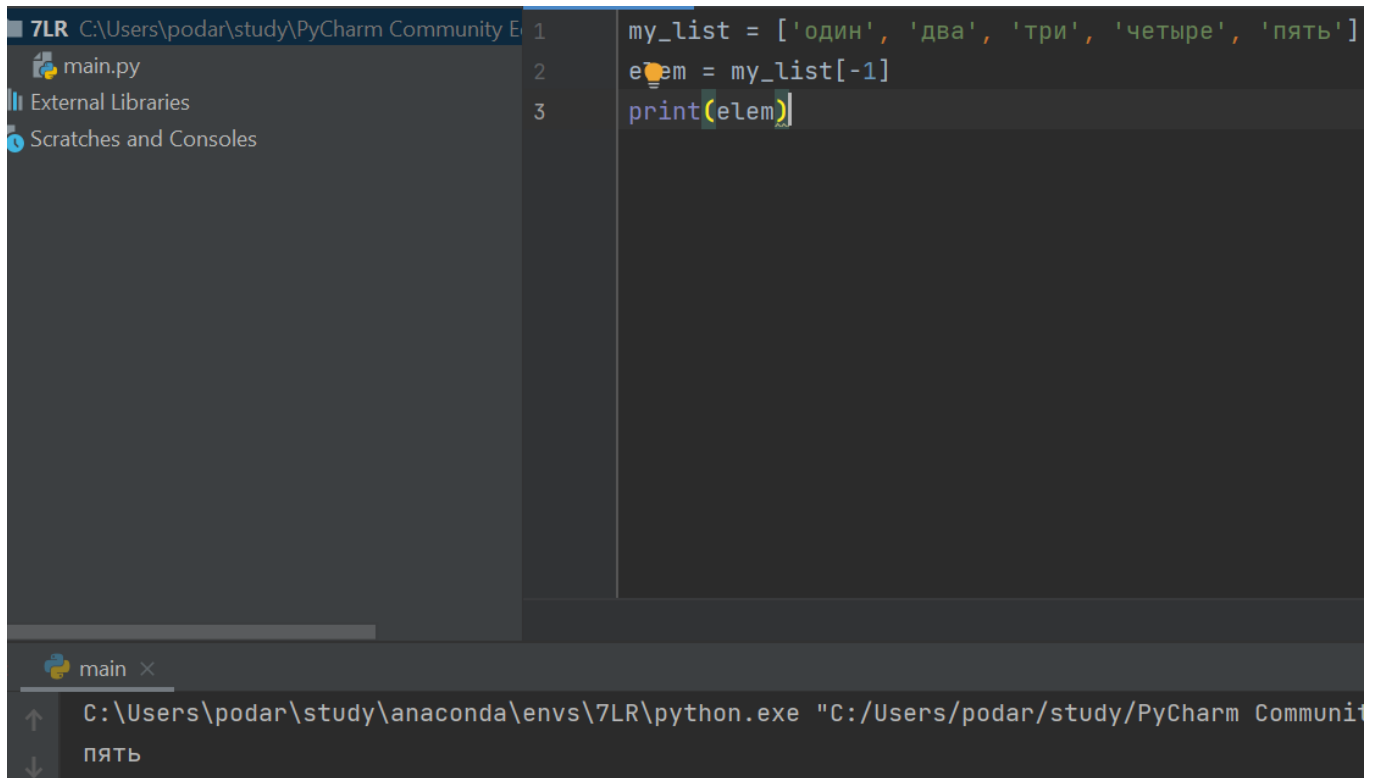 7LR C:\Users\podar\study\PyCharm Community E
main.py
External Libraries
Scratches and Consoles
1 my_list = ['один', 'два', 'три', 'четыре', 'пять']
2 elem = my_list[-1]
3 print(elem)
main
C:\Users\podar\study\anaconda\envs\7LR\python.exe "C:/Users/podar/study/PyCharm Communit
пять